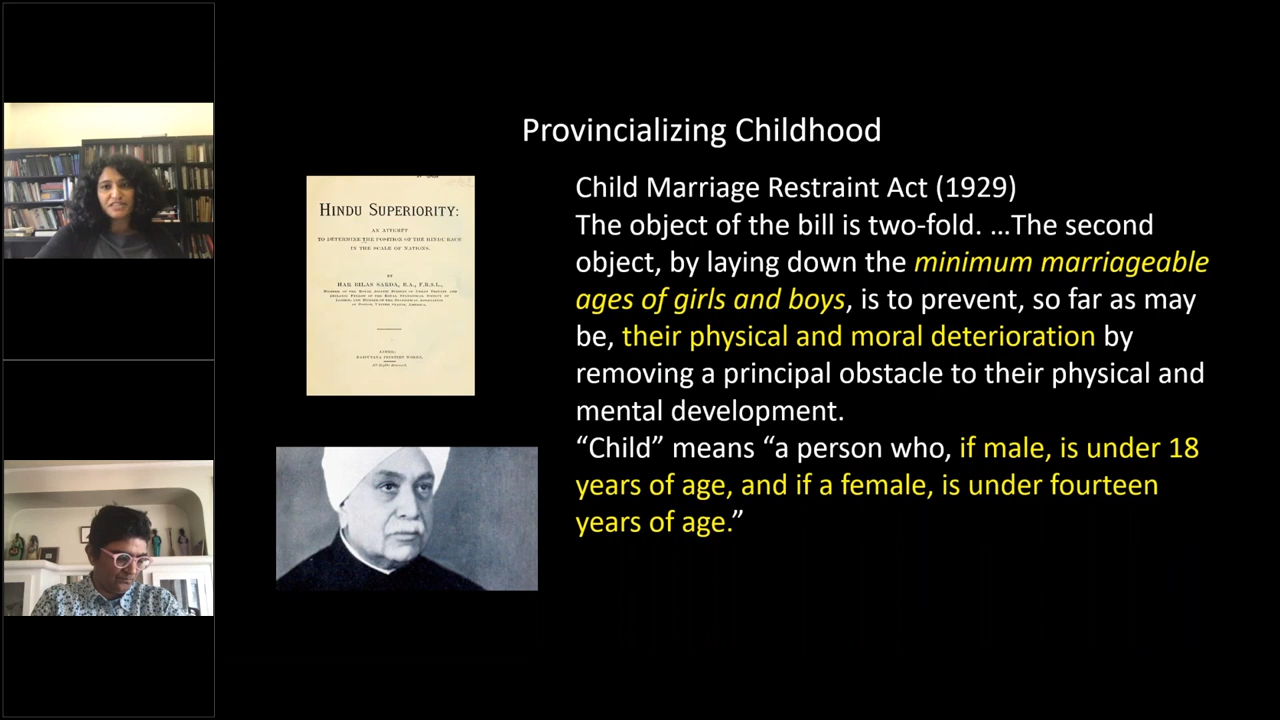 Provincializing Childhood
HINDU SUPERIORITY:
AN ATTEMPT
TO DETERMINE THE POSITION OF THE HINDU RACE
IN THE SCALE OF NATIONS.
BY
HAR BILAS SARDA, B.A., F.R.S.L.,
Child Marriage Restraint Act (1929)
The object of the bill is two-fold. …The second
object, by laying down the minimum marriageable
ages of girls and boys, is to prevent, so far as may
be, their physical and moral deterioration by
removing a principal obstacle to their physical and
mental development.
“Child” means “a person who, if male, is under 18
years of age, and if a female, is under fourteen
years of age.”